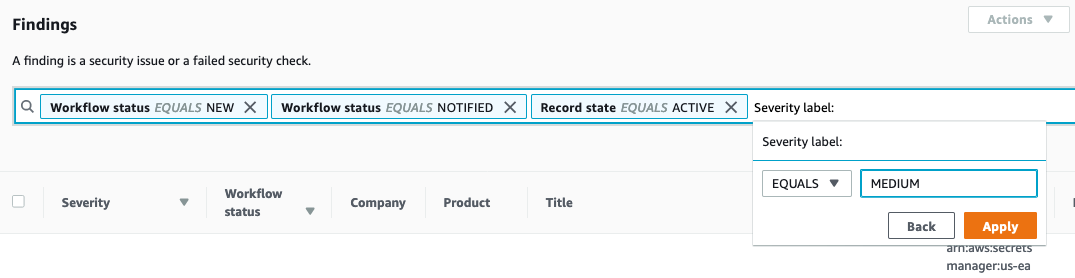 Findings
Actions
A finding is a security issue or a failed security check.
Workflow status EQUALS NEW Workflow status EQUALS NOTIFIED Record state EQUALS ACTIVE Severity label:
Severity label:
EQUALS MEDIUM
Back Apply
Severity Workflow status Company Product Title
arn:aws:secrets
manager:us-ea